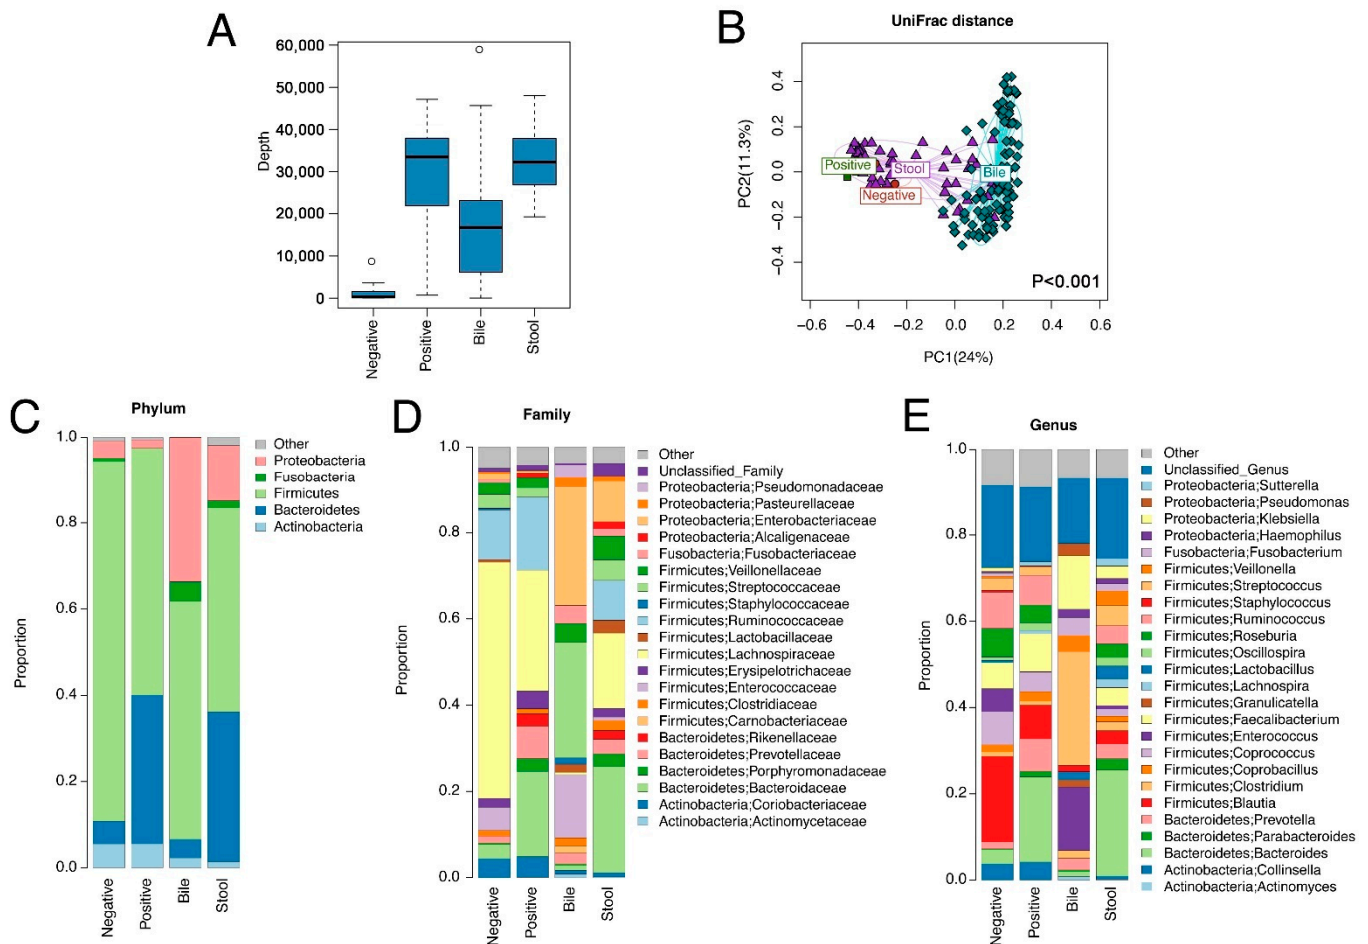 A
60,000
50,000
40,000
30,000
20,000
10,000
0
Depth
Negative
Positive
Bile
Stool
B
UniFrac distance
0.4
0.2
0.0
−0.2
−0.4
PC2(11.3%)
Positive
Stool
Bile
Negative
P<0.001
−0.6
−0.4
−0.2
0.0
0.2
0.4
0.6
PC1(24%)
C
Phylum
1.0
0.8
0.6
0.4
0.2
0.0
Proportion
Negative
Positive
Bile
Stool
Other
Proteobacteria
Fusobacteria
Firmicutes
Bacteroidetes
Actinobacteria
D
Family
1.0
0.8
0.6
0.4
0.2
0.0
Proportion
Negative
Positive
Bile
Stool
Other
Unclassified_Family
Proteobacteria;Pseudomonadaceae
Proteobacteria;Pasteurellaceae
Proteobacteria;Enterobacteriaceae
Proteobacteria;Alcaligenaceae
Fusobacteria;Fusobacteriaceae
Firmicutes;Veillonellaceae
Firmicutes;Streptococcaceae
Firmicutes;Staphylococcaceae
Firmicutes;Ruminococcaceae
Firmicutes;Lactobacillaceae
Firmicutes;Lachnospiraceae
Firmicutes;Erysipelotrichaceae
Firmicutes;Enterococcaceae
Firmicutes;Clostridiaceae
Firmicutes;Carnobacteriaceae
Bacteroidetes;Rikenellaceae
Bacteroidetes;Prevotellaceae
Bacteroidetes;Porphyromonadaceae
Bacteroidetes;Bacteroidaceae
Actinobacteria;Coriobacteriaceae
Actinobacteria;Actinomycetaceae
E
Genus
1.0
0.8
0.6
0.4
0.2
0.0
Proportion
Negative
Positive
Bile
Stool
Other
Unclassified_Genus
Proteobacteria;Sutterella
Proteobacteria;Pseudomonas
Proteobacteria;Klebsiella
Proteobacteria;Haemophilus
Fusobacteria;Fusobacterium
Firmicutes;Veillonella
Firmicutes;Streptococcus
Firmicutes;Staphylococcus
Firmicutes;Ruminococcus
Firmicutes;Roseburia
Firmicutes;Oscillospira
Firmicutes;Lactobacillus
Firmicutes;Lachnospira
Firmicutes;Granulicatella
Firmicutes;Faecalibacterium
Firmicutes;Enterococcus
Firmicutes;Coprococcus
Firmicutes;Coprobacillus
Firmicutes;Clostridium
Firmicutes;Blautia
Bacteroidetes;Prevotella
Bacteroidetes;Parabacteroides
Bacteroidetes;Bacteroides
Actinobacteria;Collinsella
Actinobacteria;Actinomyces